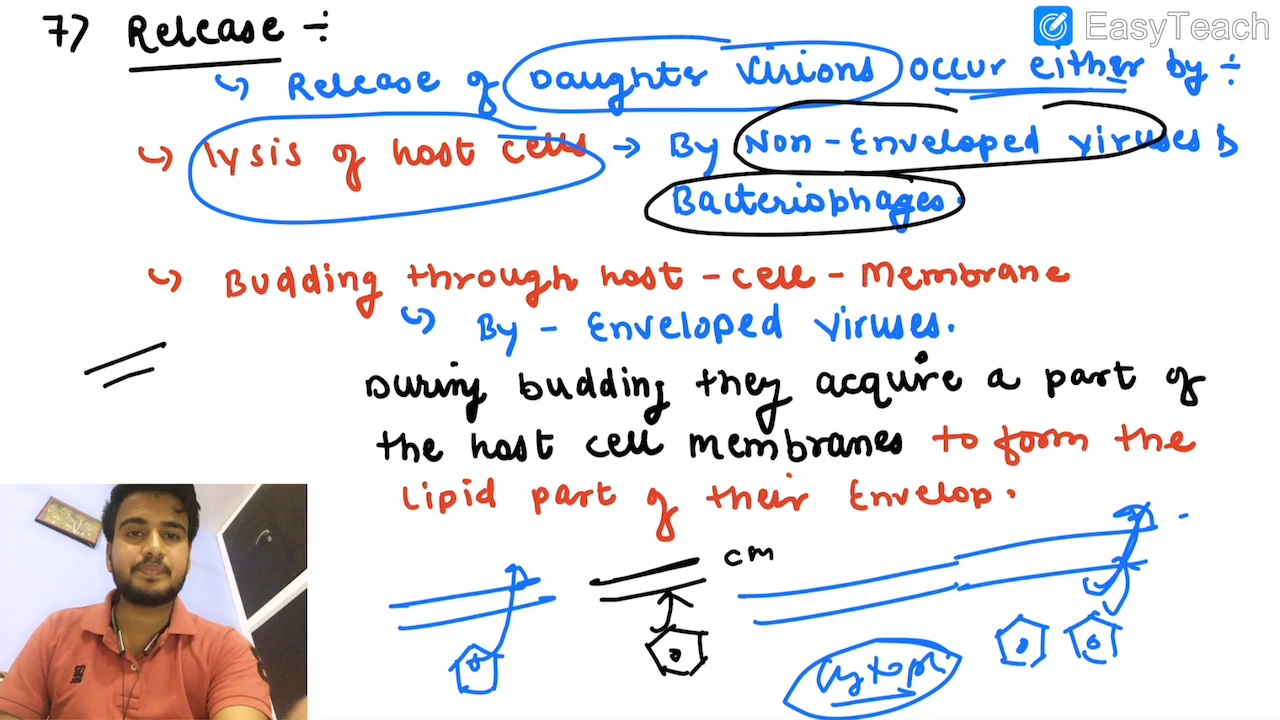 EasyTeach
7) Release ÷
↳ Release of Daughter Virions occur either by ÷
↳ lysis of host cells → By Non - Enveloped viruses &
Bacteriophages.
↳ Budding through host - cell - Membrane
↳ By - Enveloped viruses.
During budding they acquire a part of
the host cell membranes to form the
Lipid part of their Envelop.
cm
Cytopl